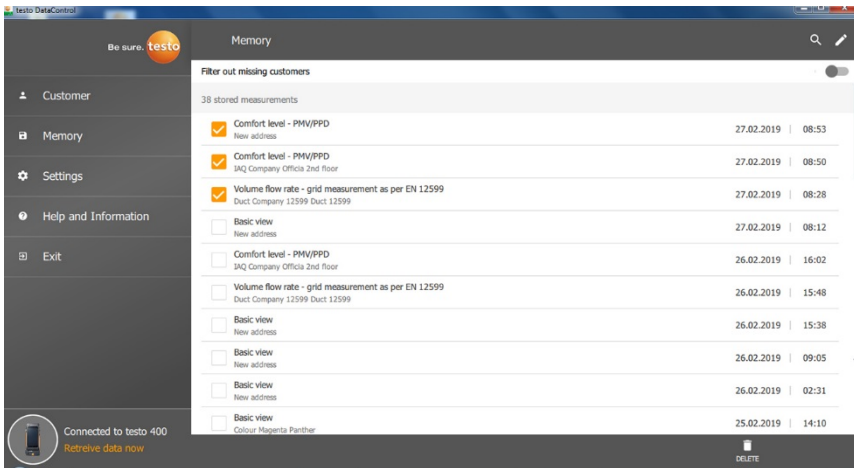 testo DataControl
Be sure. testo
Memory
Filter out missing customers
Customer
38 stored measurements
Comfort level - PMV/PPD
New address
27.02.2019 | 08:53
Memory
Comfort level - PMV/PPD
IAQ Company Officia 2nd floor
27.02.2019 | 08:50
Settings
Volume flow rate - grid measurement as per EN 12599
Duct Company 12599 Duct 12599
27.02.2019 | 08:28
Help and Information
Basic view
New address
27.02.2019 | 08:12
Exit
Comfort level - PMV/PPD
IAQ Company Officia 2nd floor
26.02.2019 | 16:02
Volume flow rate - grid measurement as per EN 12599
Duct Company 12599 Duct 12599
26.02.2019 | 15:48
Basic view
New address
26.02.2019 | 15:38
Basic view
New address
26.02.2019 | 09:05
Basic view
New address
26.02.2019 | 02:31
Basic view
Colour Magenta Panther
25.02.2019 | 14:10
Connected to testo 400
Retreive data now
DELETE